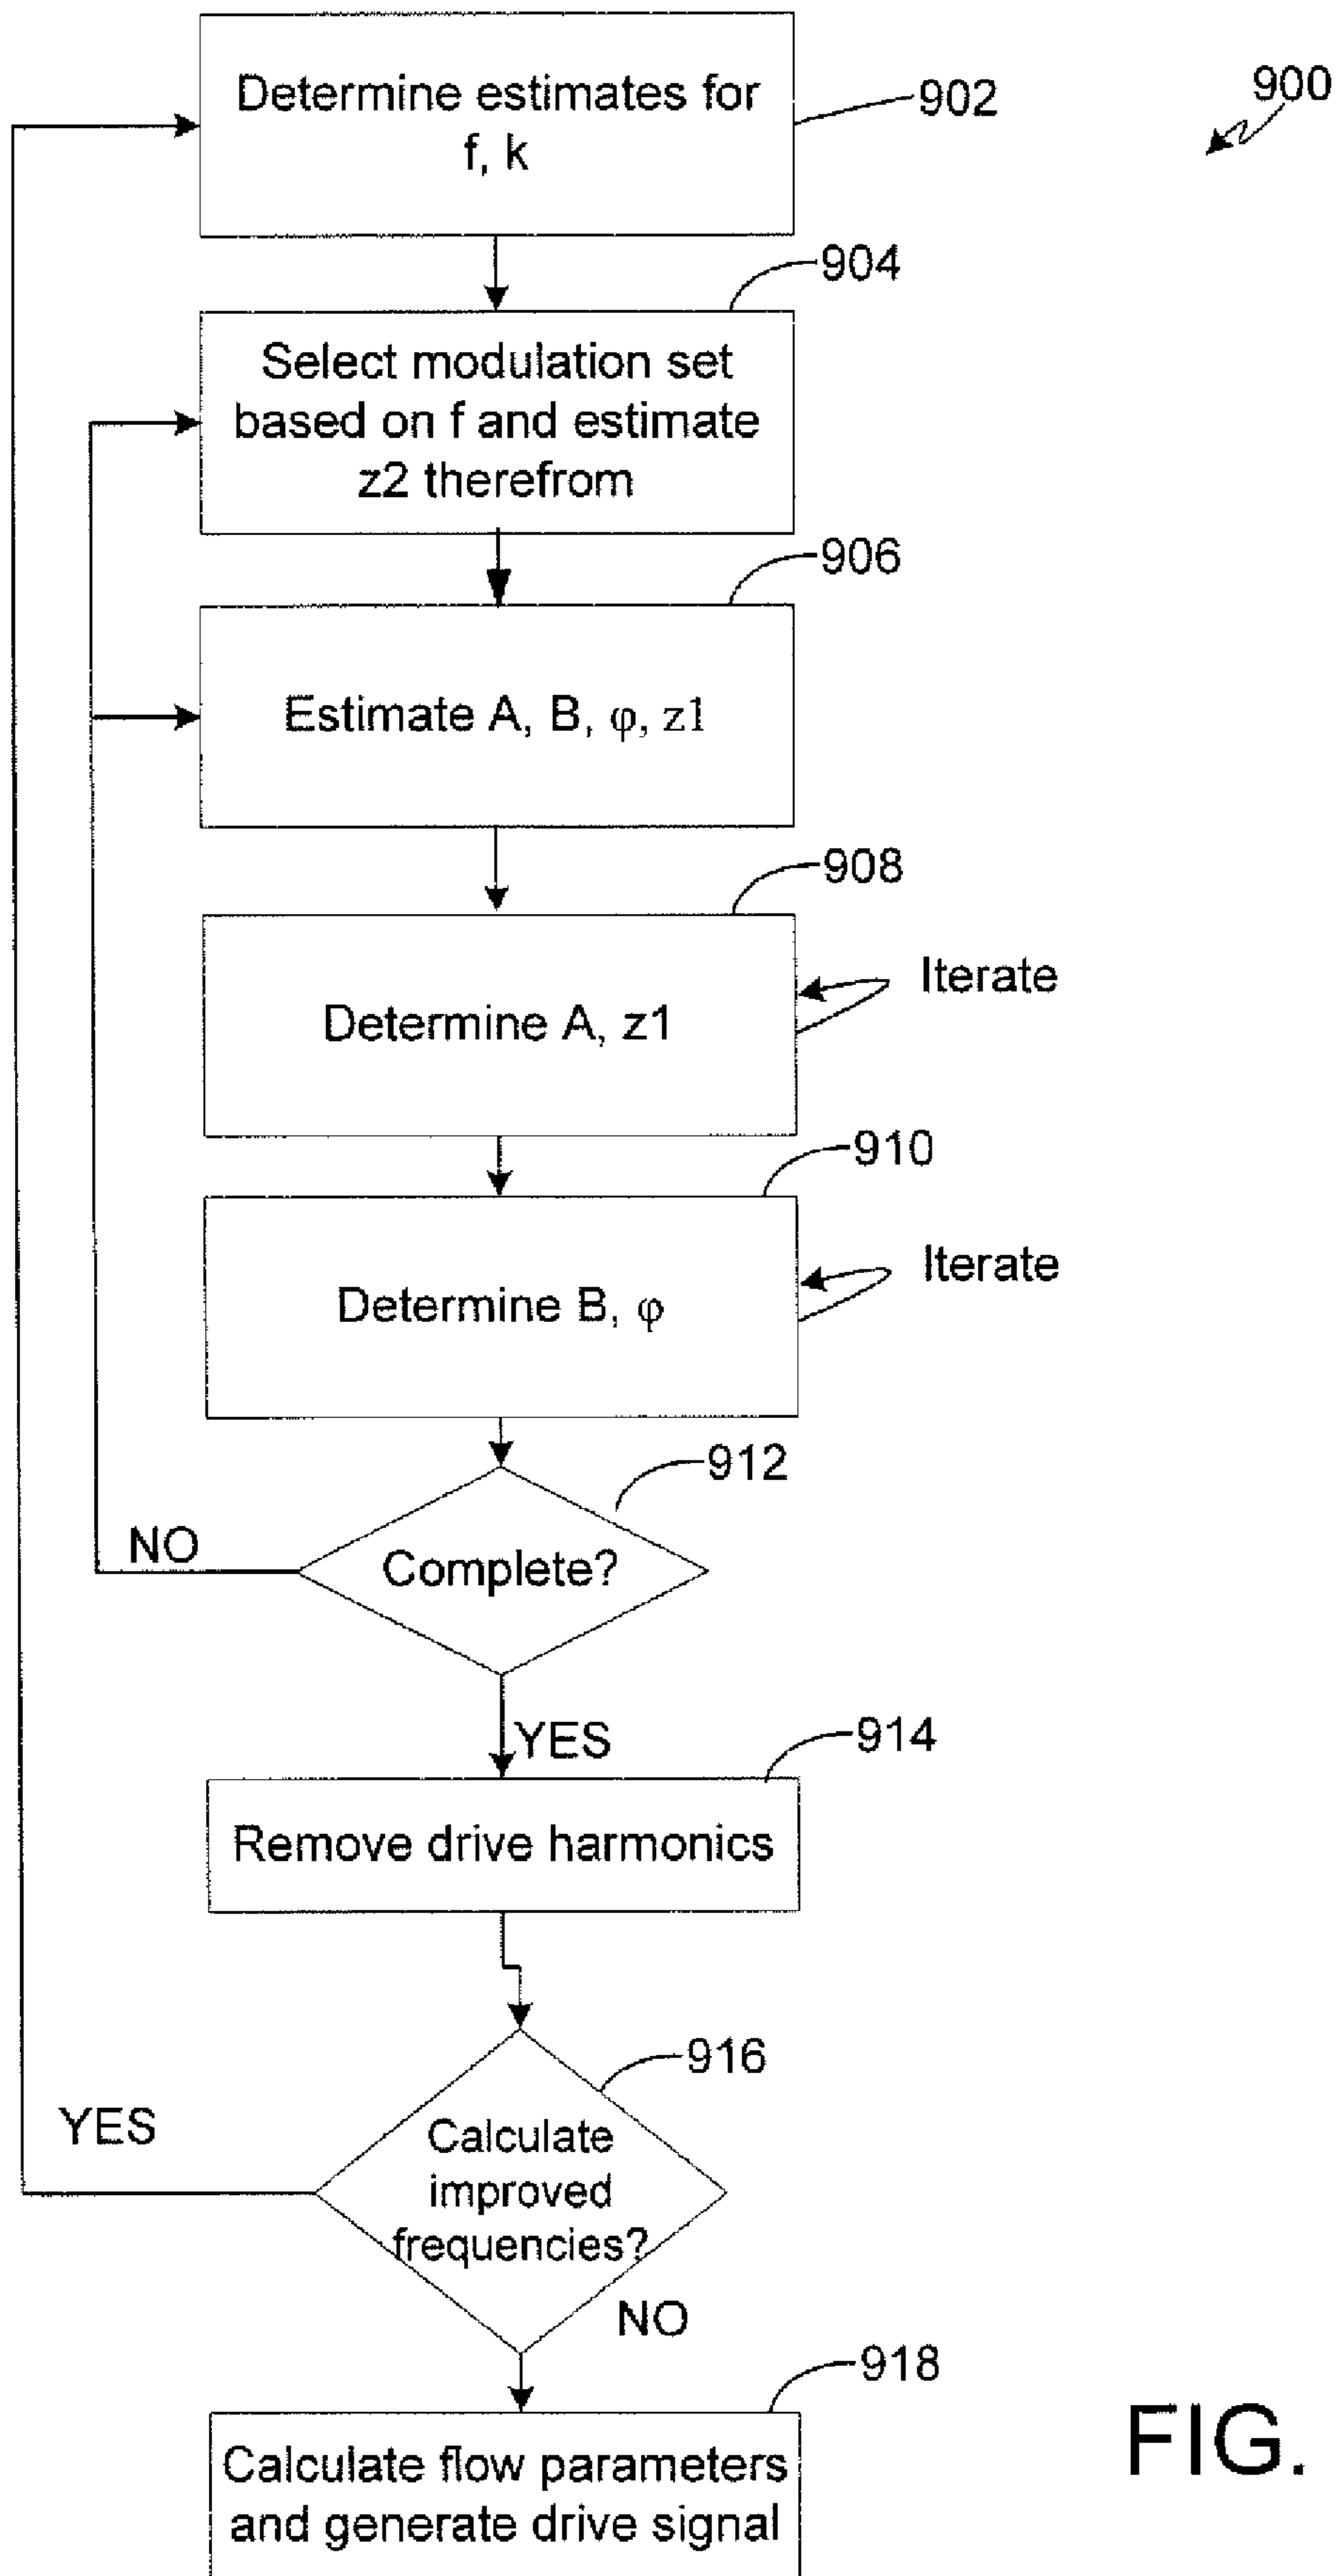 900
Determine estimates for
f, k
902
904
Select modulation set
based on f and estimate
z2 therefrom
906
Estimate A, B, φ, z1
908
Determine A, z1
Iterate
910
Determine B, φ
Iterate
912
Complete?
NO
YES
914
Remove drive harmonics
916
Calculate
improved
frequencies?
YES
NO
918
Calculate flow parameters
and generate drive signal
FIG.